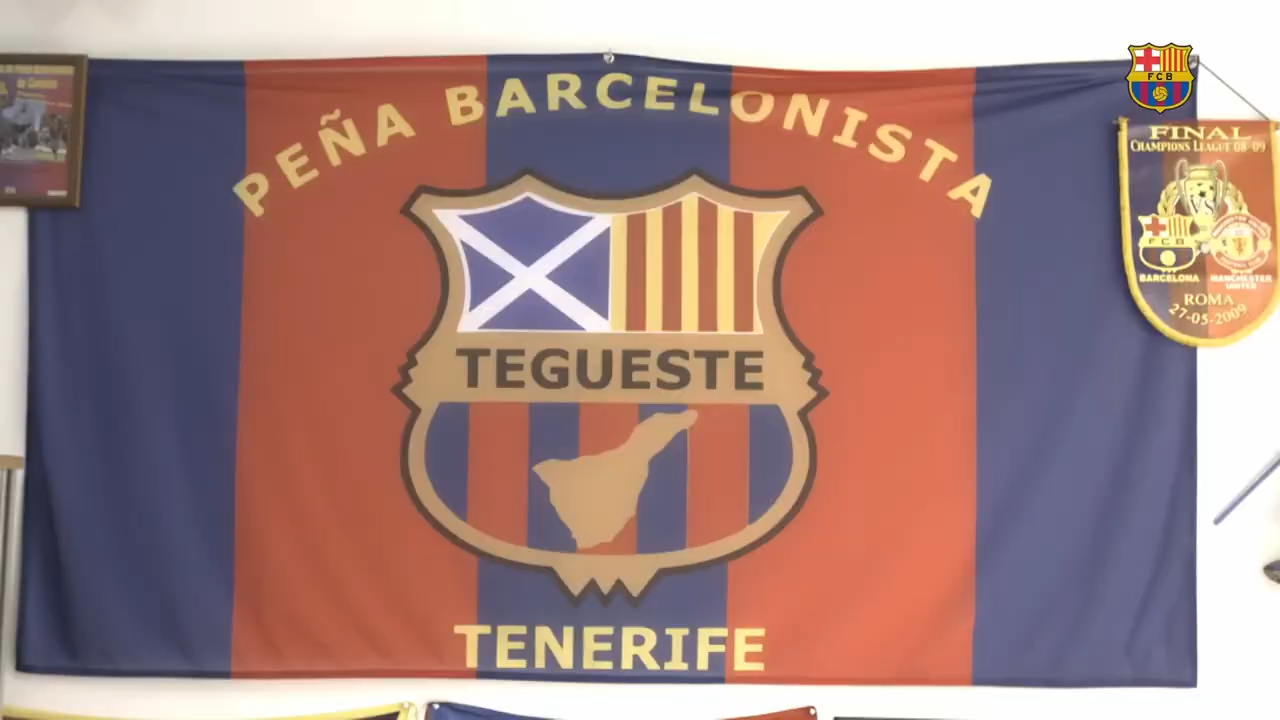 PEÑA BARCELONISTA
TEGUESTE
TENERIFE
FCB
FINAL
CHAMPIONS LEAGUE 08-09
FCB
BARCELONA
MANCHESTER
UNITED
ROMA
27-05-2009